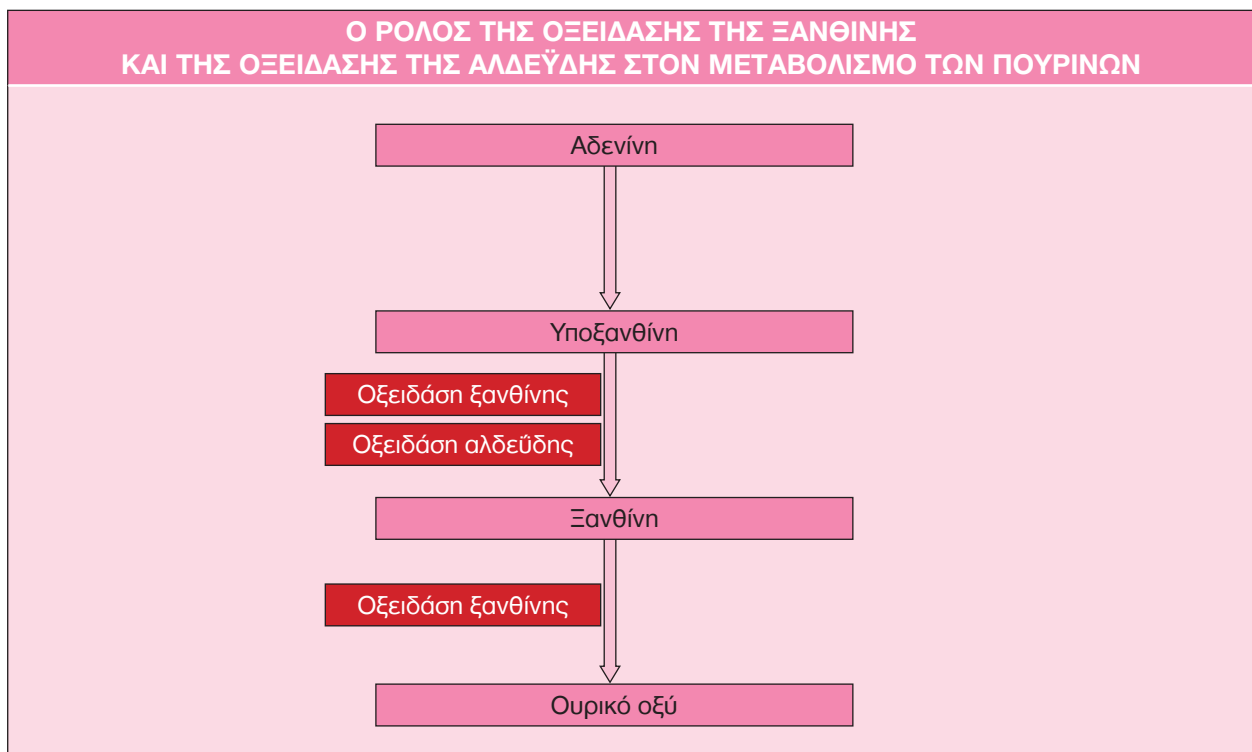 Ο ΡΟΛΟΣ ΤΗΣ ΟΞΕΙΔΑΣΗΣ ΤΗΣ ΞΑΝΘΙΝΗΣ
ΚΑΙ ΤΗΣ ΟΞΕΙΔΑΣΗΣ ΤΗΣ ΑΛΔΕΫΔΗΣ ΣΤΟΝ ΜΕΤΑΒΟΛΙΣΜΟ ΤΩΝ ΠΟΥΡΙΝΩΝ
Αδενίνη
Υποξανθίνη
Οξειδάση ξανθίνης
Οξειδάση αλδεΰδης
Ξανθίνη
Οξειδάση ξανθίνης
Ουρικό οξύ